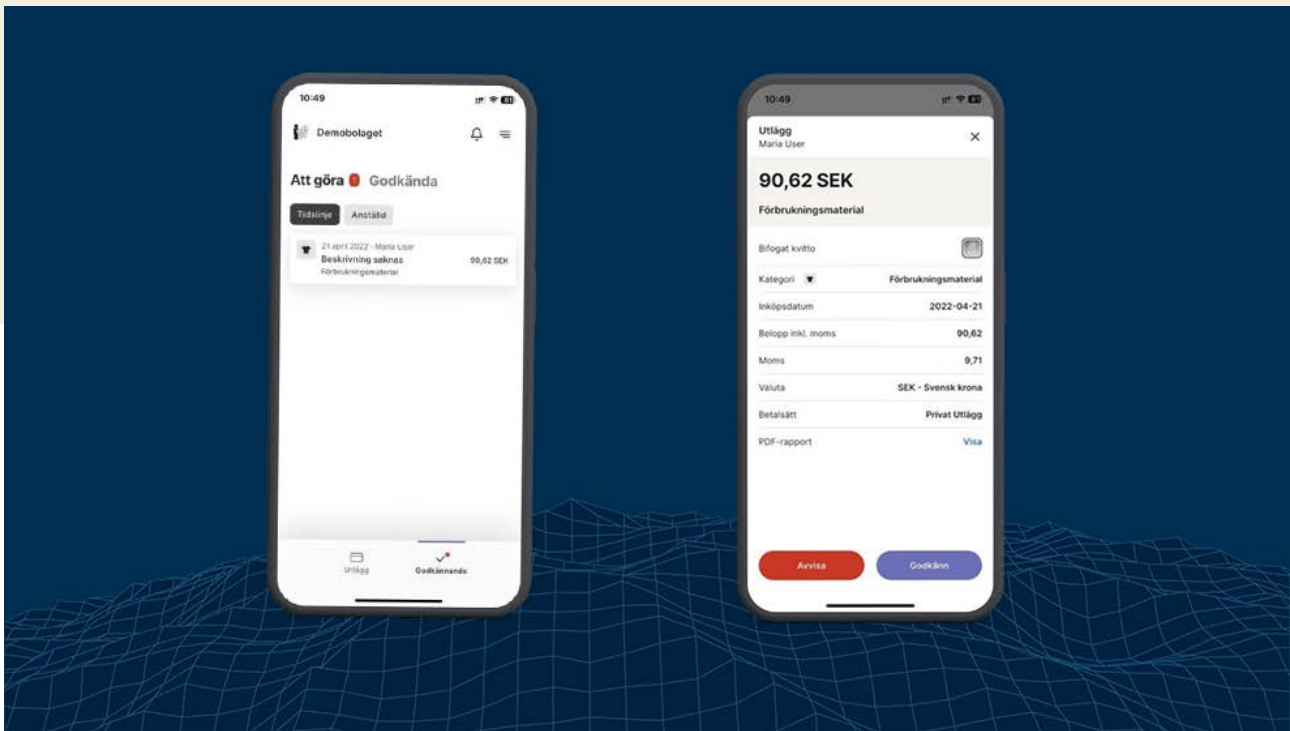 10:49
Demobolaget
Att göra 1 Godkända
Tidslinje Anställd
21 april 2022 - Maria User
Beskrivning saknas 90,62 SEK
Förbrukningsmaterial
Utlägg Godkännande
10:49
Utlägg
Maria User
90,62 SEK
Förbrukningsmaterial
Bifogat kvitto
Kategori Förbrukningsmaterial
Inköpsdatum 2022-04-21
Belopp inkl. moms 90,62
Moms 9,71
Valuta SEK - Svensk krona
Betalsätt Privat Utlägg
PDF-rapport Visa
Avvisa Godkänn